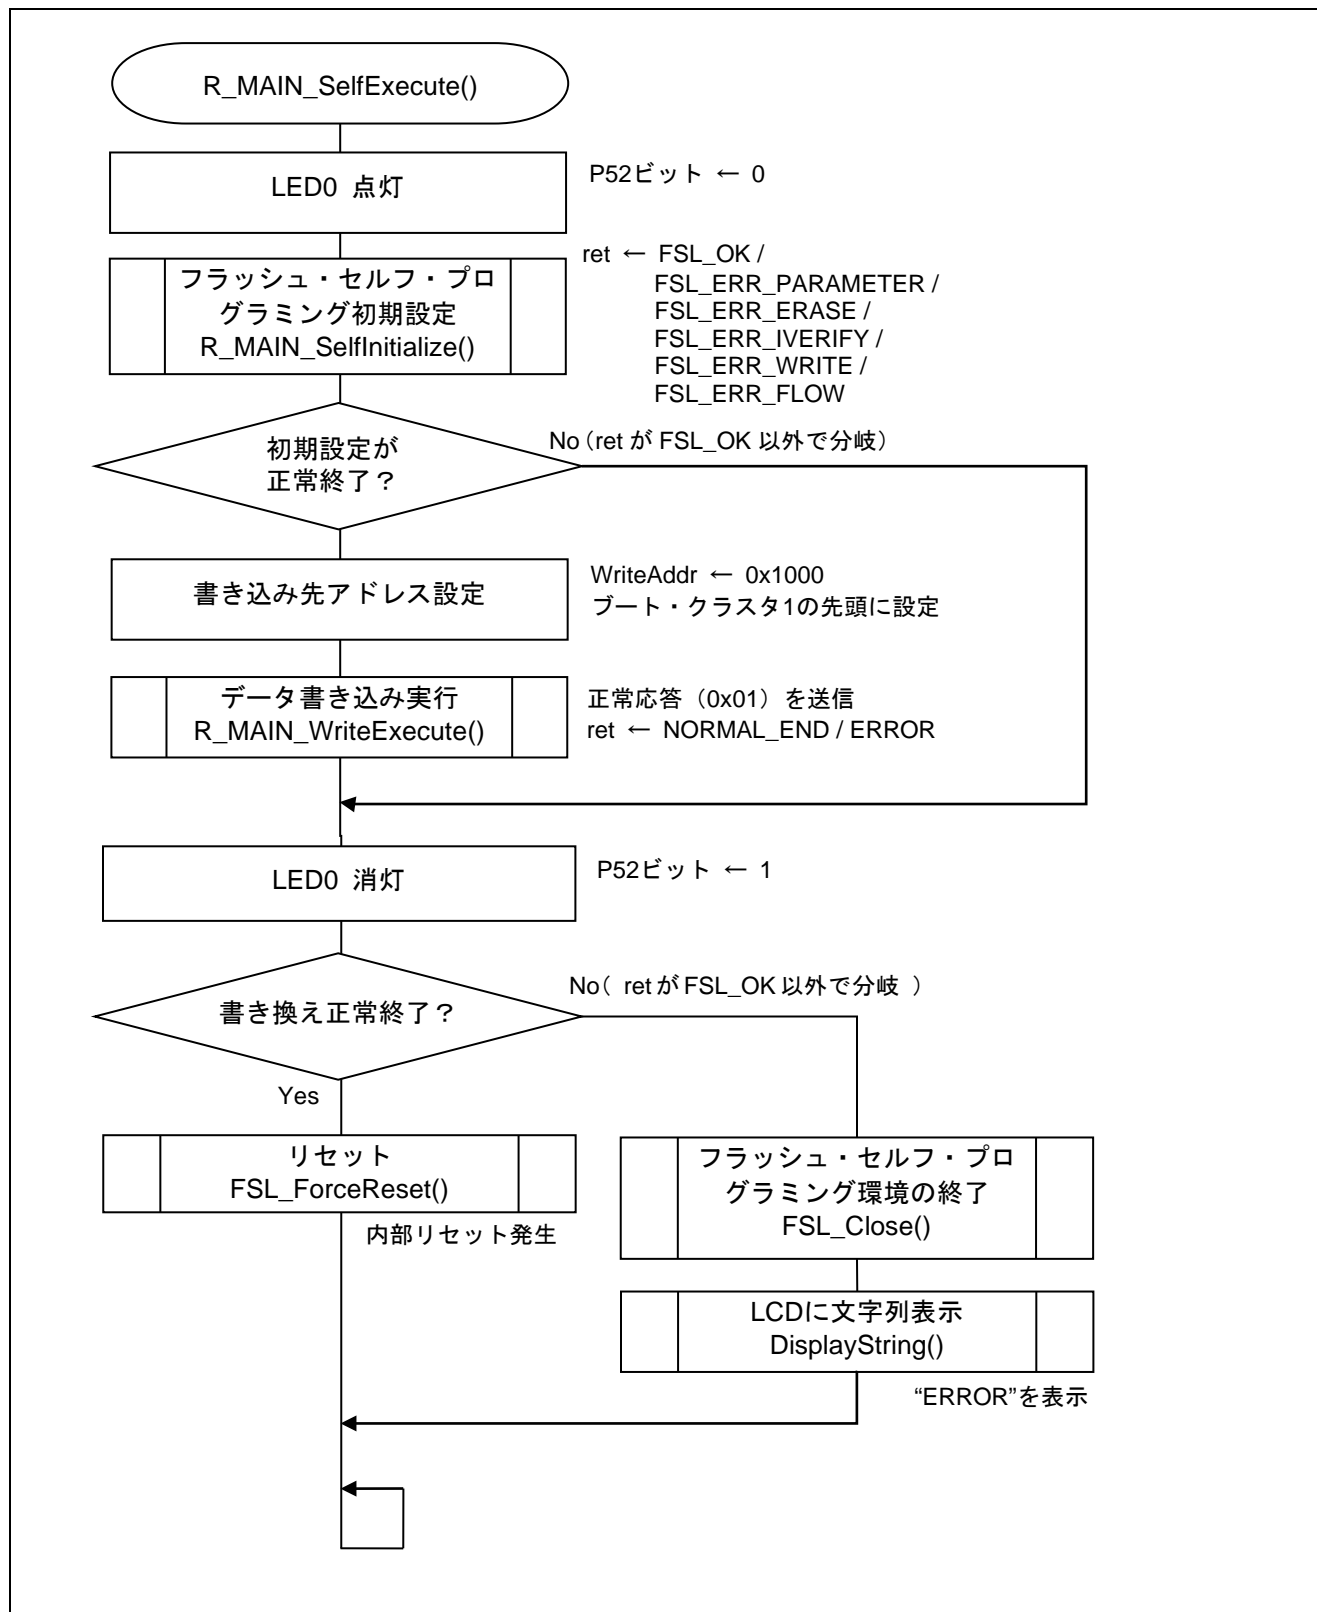 R_MAIN_SelfExecute()
LED0 点灯
P52ビット ← 0
フラッシュ・セルフ・プロ
グラミング初期設定
R_MAIN_SelfInitialize()
ret ← FSL_OK /
FSL_ERR_PARAMETER /
FSL_ERR_ERASE /
FSL_ERR_IVERIFY /
FSL_ERR_WRITE /
FSL_ERR_FLOW
初期設定が
正常終了？
No（ret が FSL_OK 以外で分岐）
書き込み先アドレス設定
WriteAddr ← 0x1000
ブート・クラスタ1の先頭に設定
データ書き込み実行
R_MAIN_WriteExecute()
正常応答（0x01）を送信
ret ← NORMAL_END / ERROR
LED0 消灯
P52ビット ← 1
書き換え正常終了？
No（ ret が FSL_OK 以外で分岐 ）
Yes
リセット
FSL_ForceReset()
内部リセット発生
フラッシュ・セルフ・プロ
グラミング環境の終了
FSL_Close()
LCDに文字列表示
DisplayString()
“ERROR”を表示